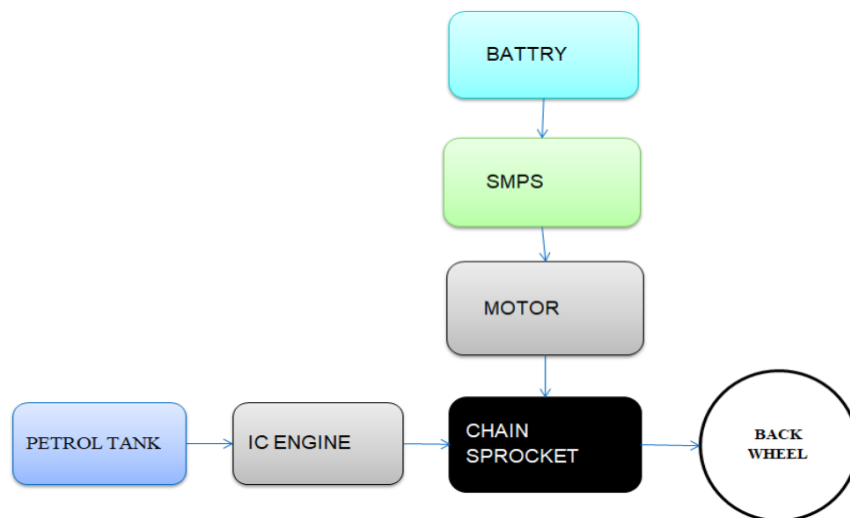 BATTRY
SMPS
MOTOR
PETROL TANK
IC ENGINE
CHAIN
SPROCKET
BACK
WHEEL